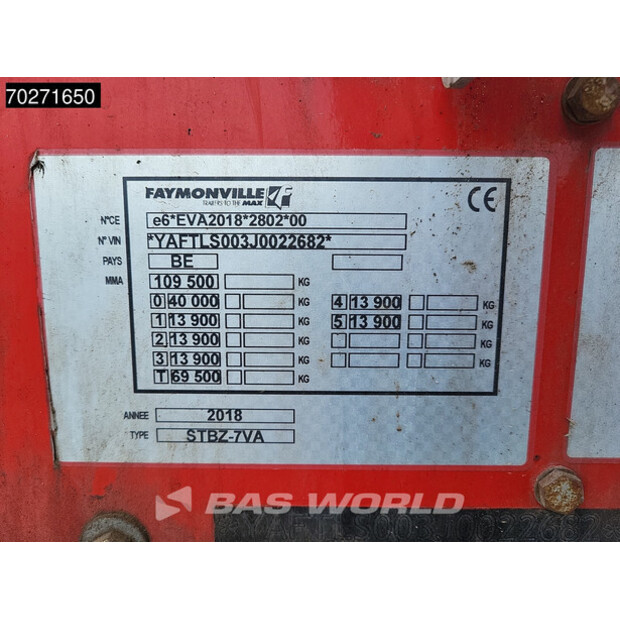 70271650
FAYMONVILLE
TRAILERS TO THE MAX
CE
N°CE e6*EVA2018*2802*00
N° VIN *YAFTLS003J0022682*
PAYS BE
MMA 109 500 KG
0 40 000 KG 4 13 900 KG
1 13 900 KG 5 13 900 KG
2 13 900 KG KG
3 13 900 KG KG
T 69 500 KG
ANNEE 2018
TYPE STBZ-7VA
BAS WORLD
YAFTLS003J0022682